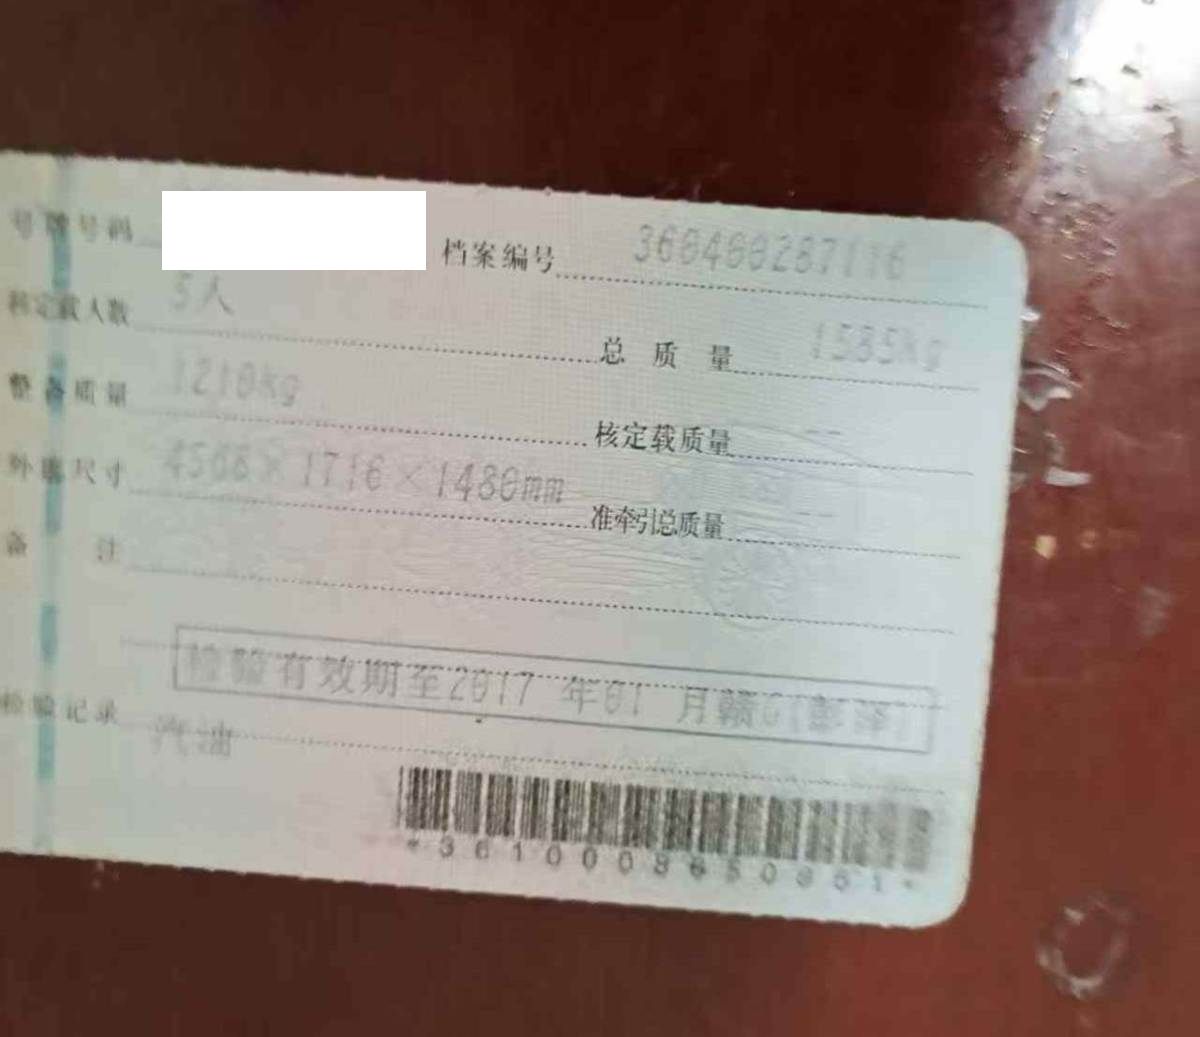 号牌号码 档案编号 360400287116
核定载人数 5人 总质量 1585kg
整备质量 1210kg 核定载质量 --
外廓尺寸 4508×1716×1480mm 准牵引总质量 --
备注
检验有效期至2017年01月赣G(彭泽)
检验记录
汽油